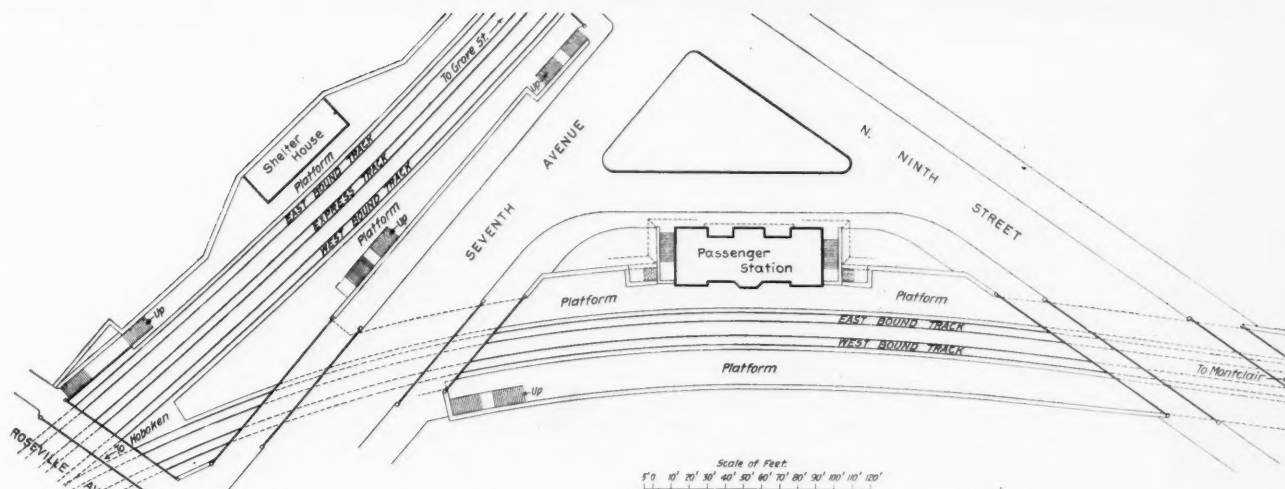 To Grove St.
Up
Shelter
House
Platform
EAST BOUND TRACK
EXPRESS TRACK
WEST BOUND TRACK
Platform
Up
SEVENTH AVENUE
N. NINTH STREET
Passenger
Station
Platform
Platform
EAST BOUND TRACK
WEST BOUND TRACK
Platform
To Montclair
Up
Up
To Hoboken
ROSEVILLE
AV
Scale of Feet.
5' 0 10' 20' 30' 40' 50' 60' 70' 80' 90' 100' 110' 120'